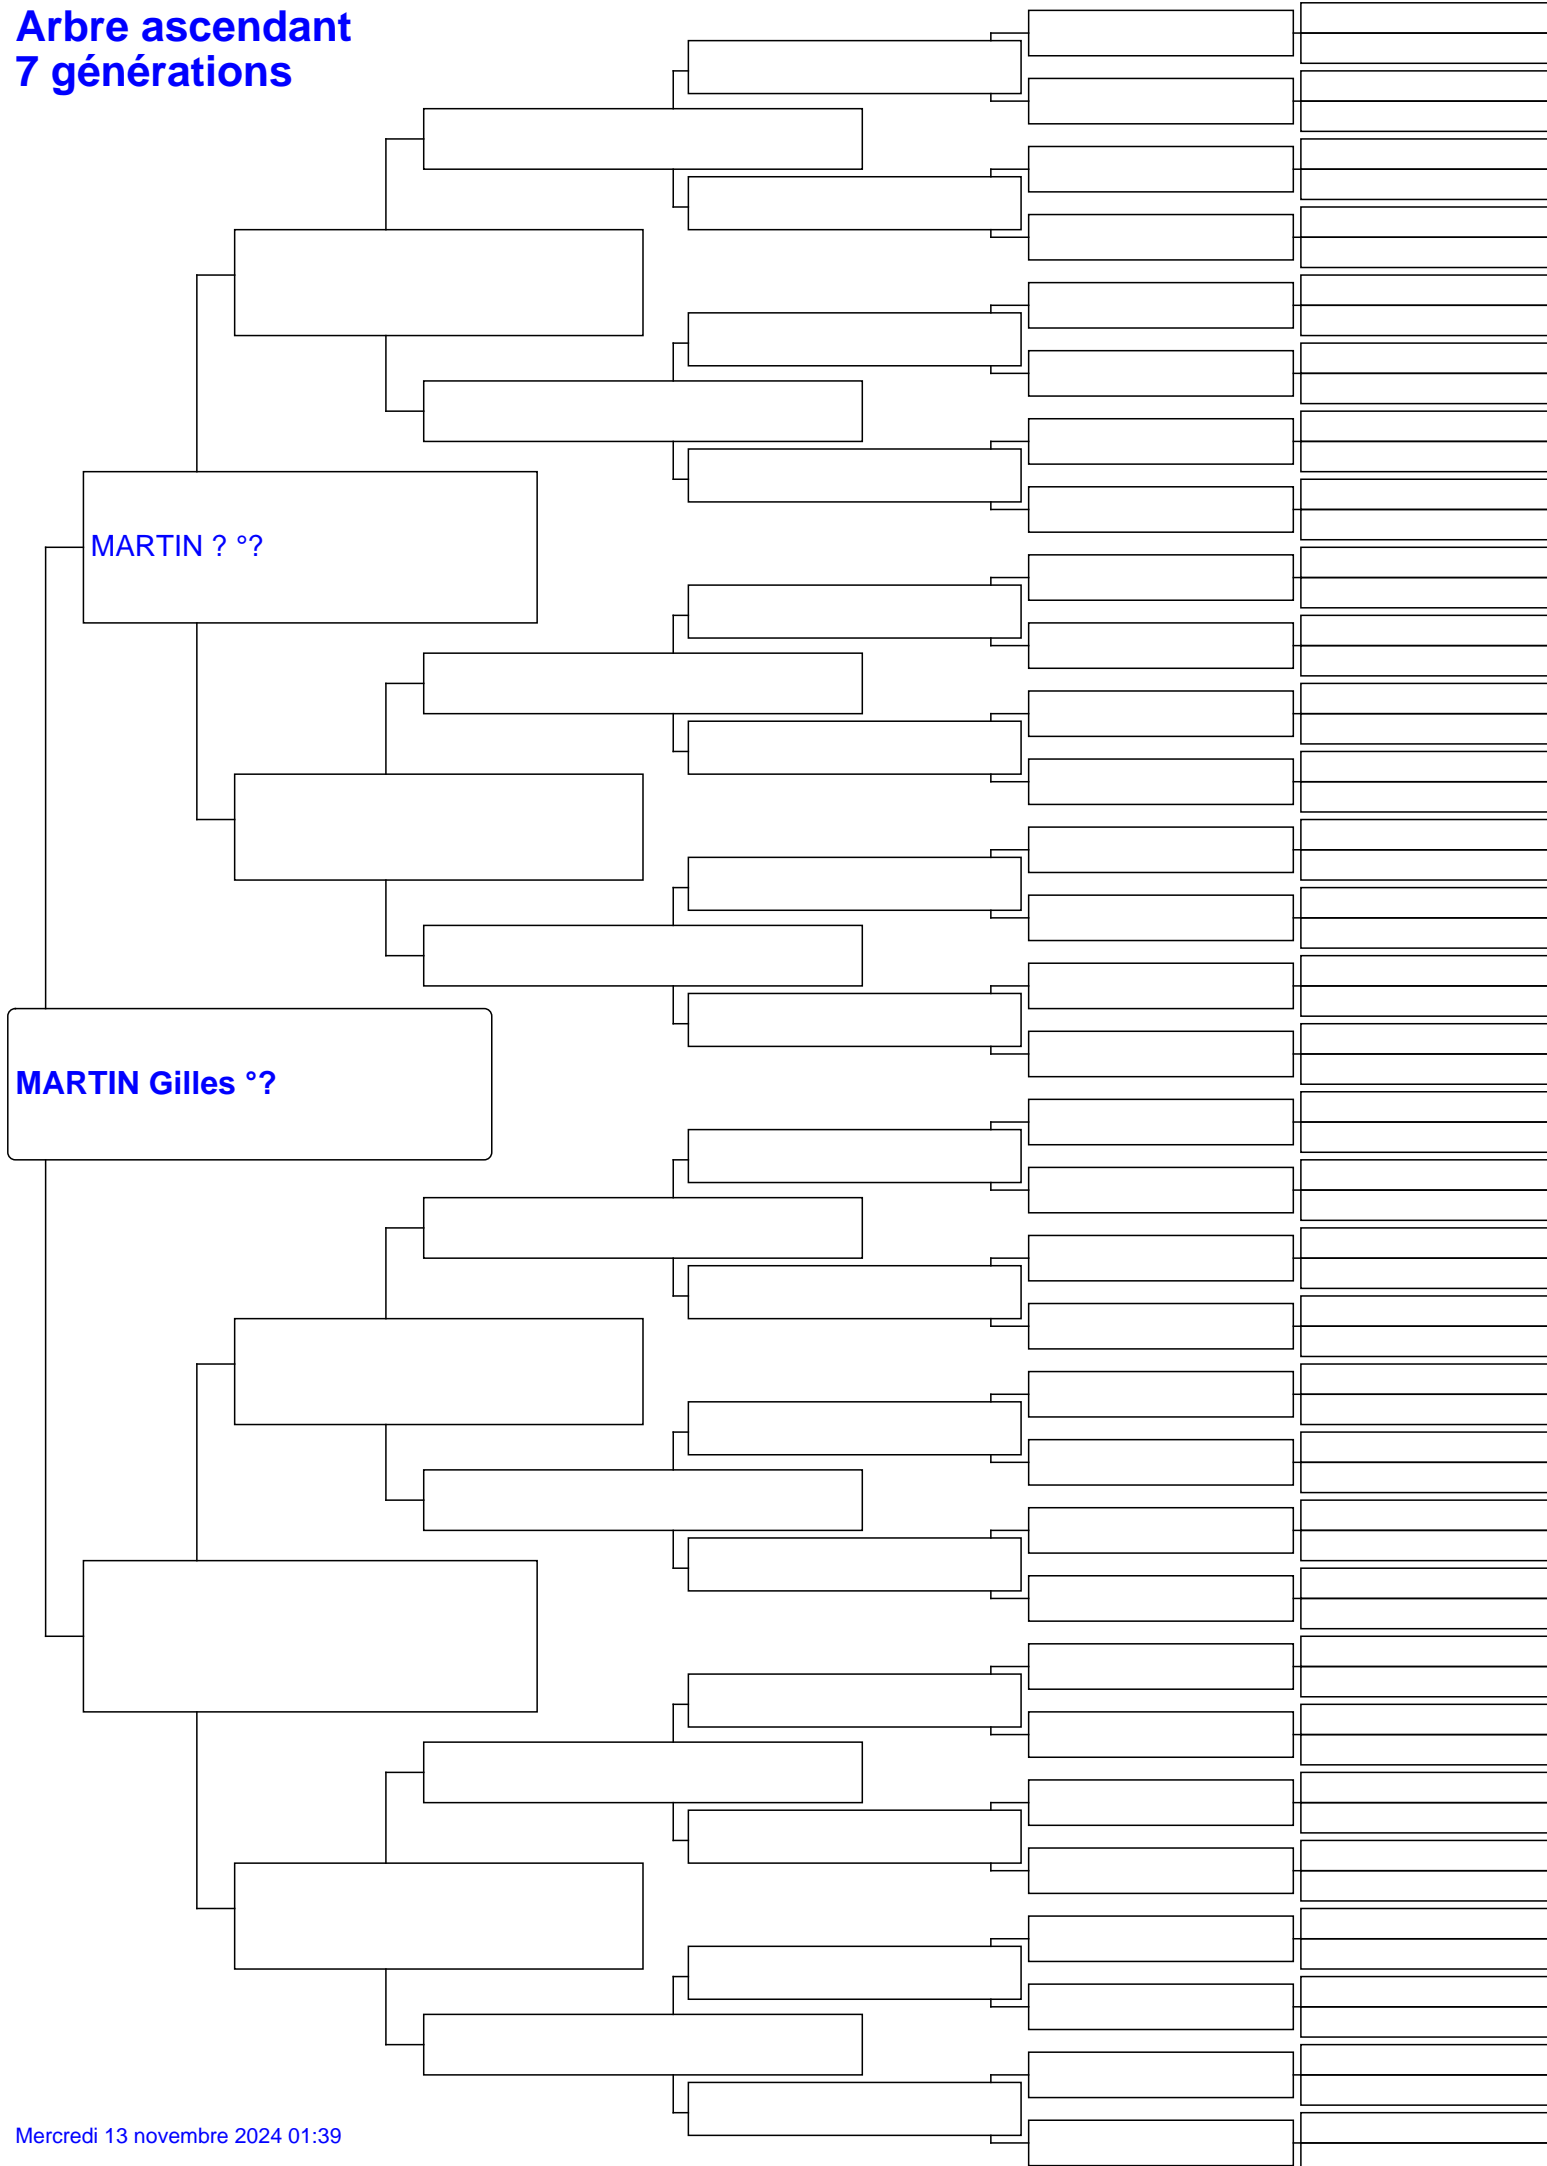 Arbre ascendant
7 générations
MARTIN ? °?
MARTIN Gilles °?
Mercredi 13 novembre 2024 01:39